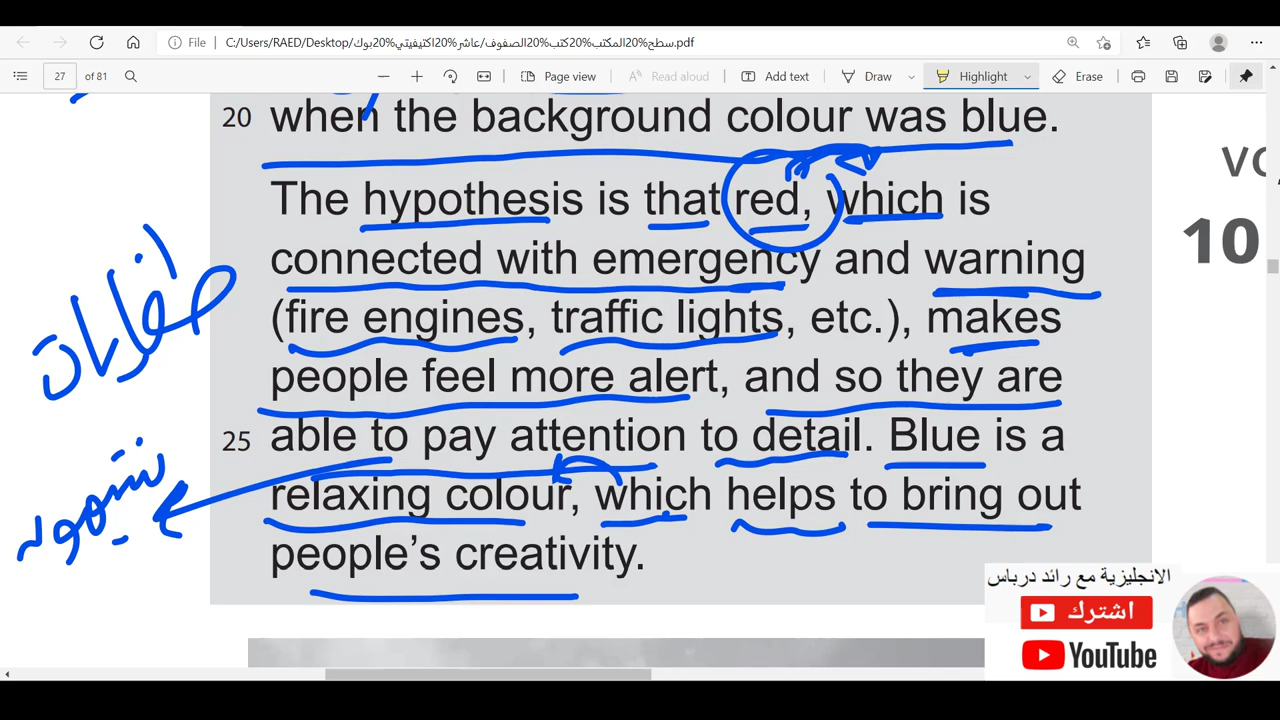 File
C:/Users/RAED/Desktop/سطح%20المكتب%20كتب%20الصفوف/عاشر%20اكتيفيتي%20بوك.pdf
27 of 81
Page view
Read aloud
Add text
Draw
Highlight
Erase
20 when the background colour was blue.
The hypothesis is that red, which is
connected with emergency and warning
(fire engines, traffic lights, etc.), makes
people feel more alert, and so they are
25 able to pay attention to detail. Blue is a
relaxing colour, which helps to bring out
people's creativity.
VO
10
الانجليزية مع رائد درباس
اشترك
YouTube